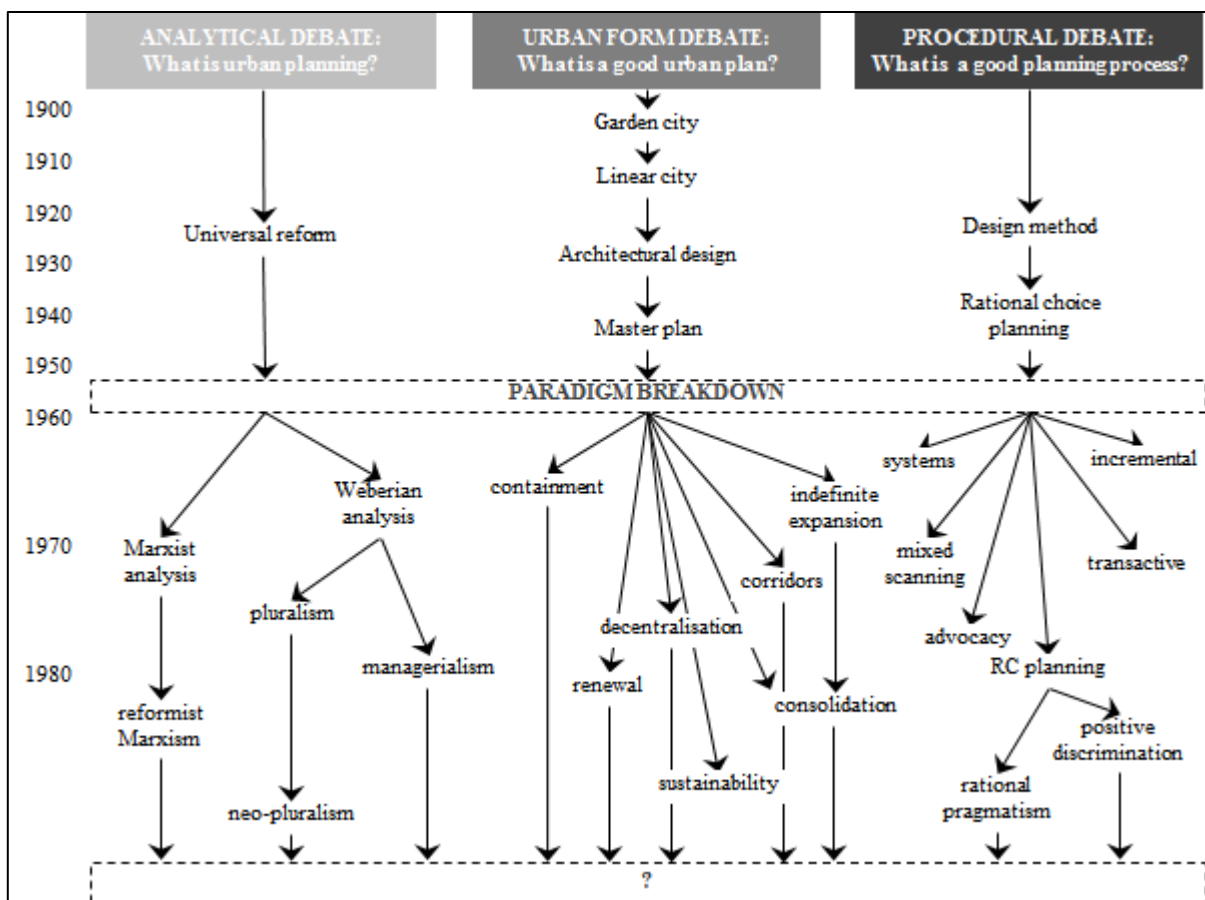 ANALYTICAL DEBATE:
What is urban planning?
URBAN FORM DEBATE:
What is a good urban plan?
PROCEDURAL DEBATE:
What is a good planning process?
1900
Garden city
1910
Linear city
1920
Universal reform
Design method
1930
Architectural design
1940
Rational choice
planning
Master plan
1950
PARADIGM BREAKDOWN
1960
systems
incremental
containment
Weberian
analysis
indefinite
expansion
1970
Marxist
analysis
mixed
scanning
transactive
corridors
pluralism
decentralisation
advocacy
managerialism
RC planning
1980
renewal
consolidation
reformist
Marxism
positive
discrimination
sustainability
rational
pragmatism
neo-pluralism
?